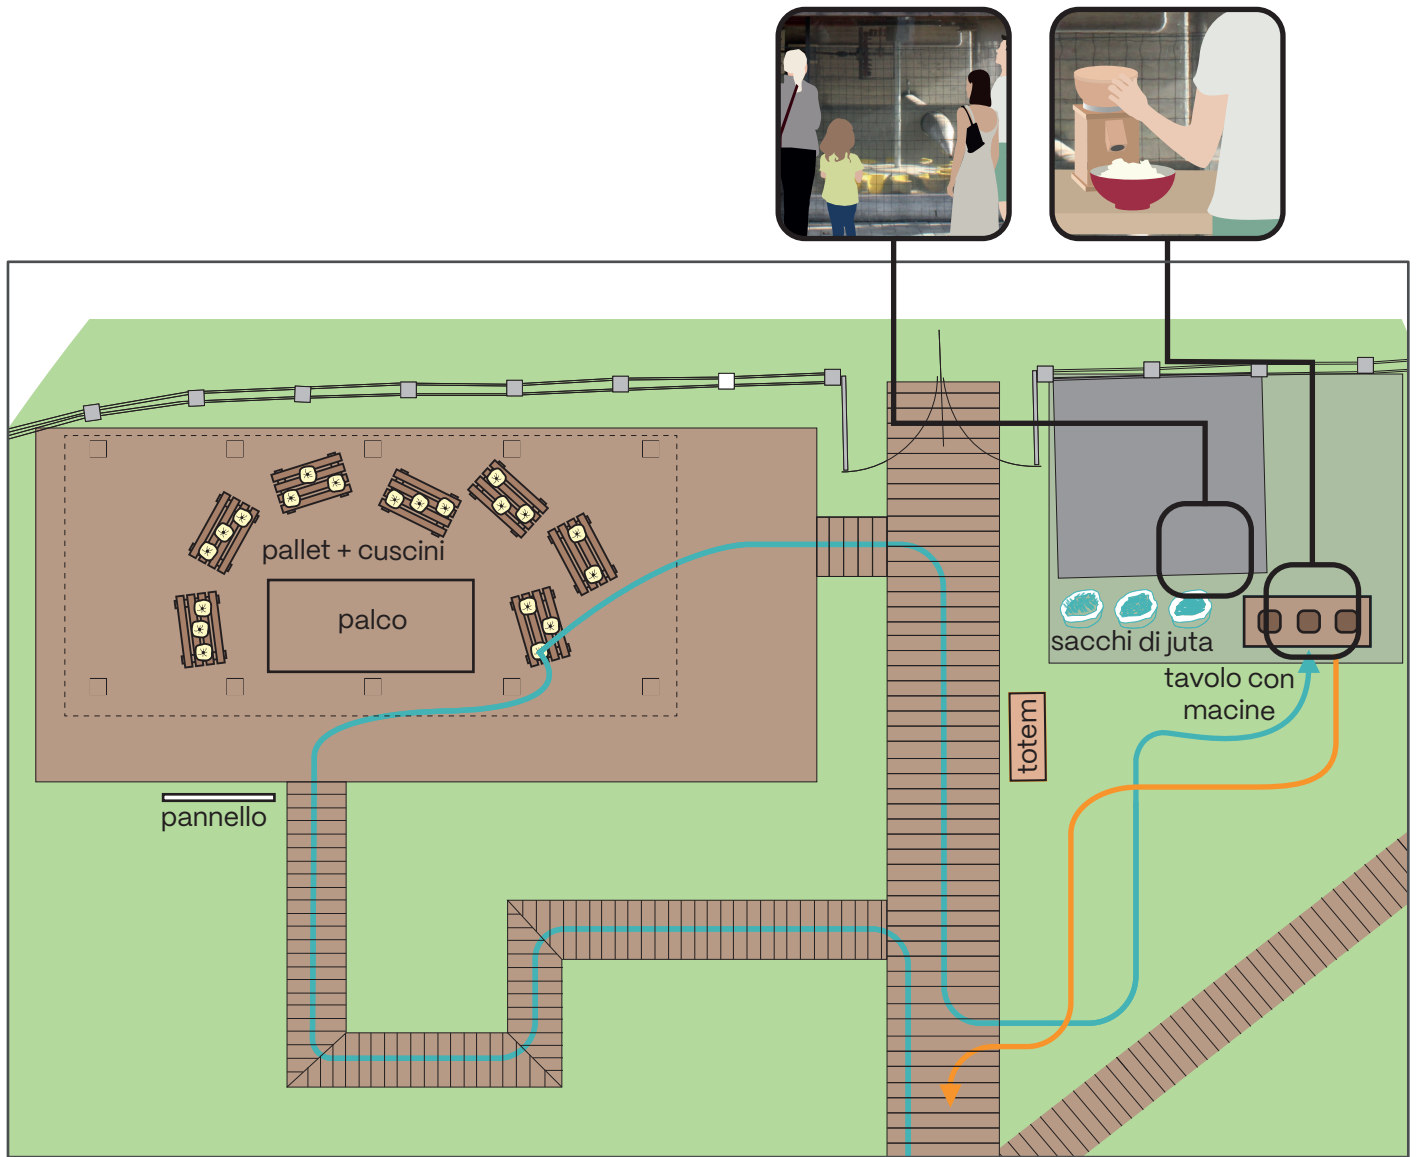 pallet + cuscini
palco
sacchi di juta
tavolo con
macine
totem
pannello